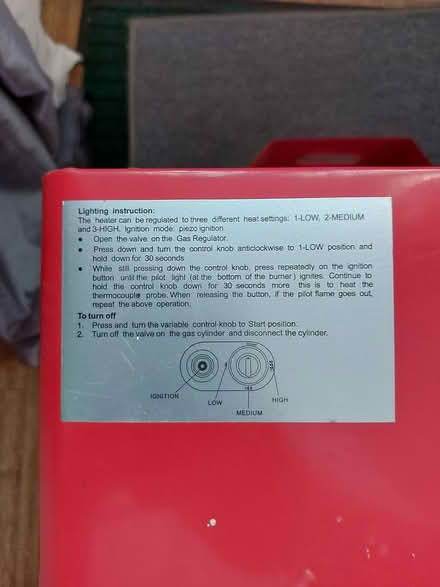 Lighting instruction:
The heater can be regulated to three different heat settings: 1-LOW, 2-MEDIUM
and 3-HIGH. Ignition mode: piezo ignition
● Open the valve on the Gas Regulator.
● Press down and turn the control knob anticlockwise to 1-LOW position and
hold down for 30 seconds
● While still pressing down the control knob, press repeatedly on the ignition
button until the pilot light (at the bottom of the burner) ignites. Continue to
hold the control knob down for 30 seconds more this is to heat the
thermocouple probe. When releasing the button, if the pilot flame goes out,
repeat the above operation.
To turn off
1. Press and turn the variable control knob to Start position.
2. Turn off the valve on the gas cylinder and disconnect the cylinder.
IGNITION
LOW
HIGH
MEDIUM